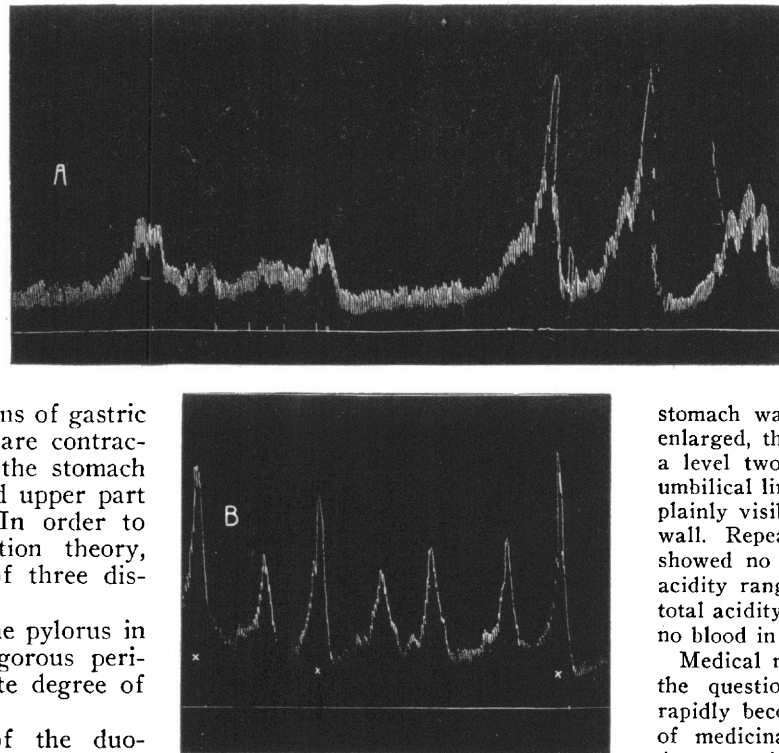 A
ns of gastric
are contrac-
the stomach
d upper part
In order to
tion theory,
of three dis-
he pylorus in
gorous peri-
te degree of
of the duo-
B
x
x
x
stomach wa
enlarged, th
a level two
umbilical lin
plainly visib
wall. Repea
showed no
acidity rang
total acidity
no blood in
Medical n
the questio
rapidly beco
of medicina